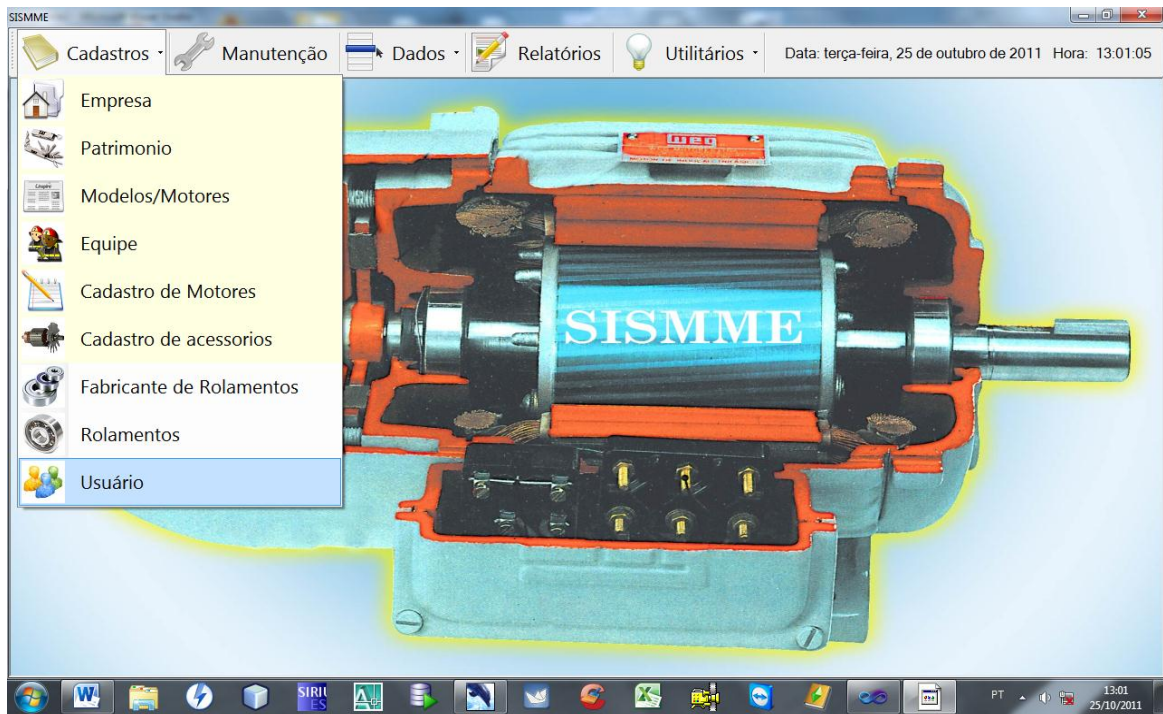 SISMME
Cadastros
Manutenção
Dados
Relatórios
Utilitários
Data: terça-feira, 25 de outubro de 2011 Hora: 13:01:05
Empresa
Patrimonio
Modelos/Motores
Equipe
Cadastro de Motores
Cadastro de acessorios
Fabricante de Rolamentos
Rolamentos
Usuário
weg
SISMME
SIRIU
ES
PT
13:01
25/10/2011